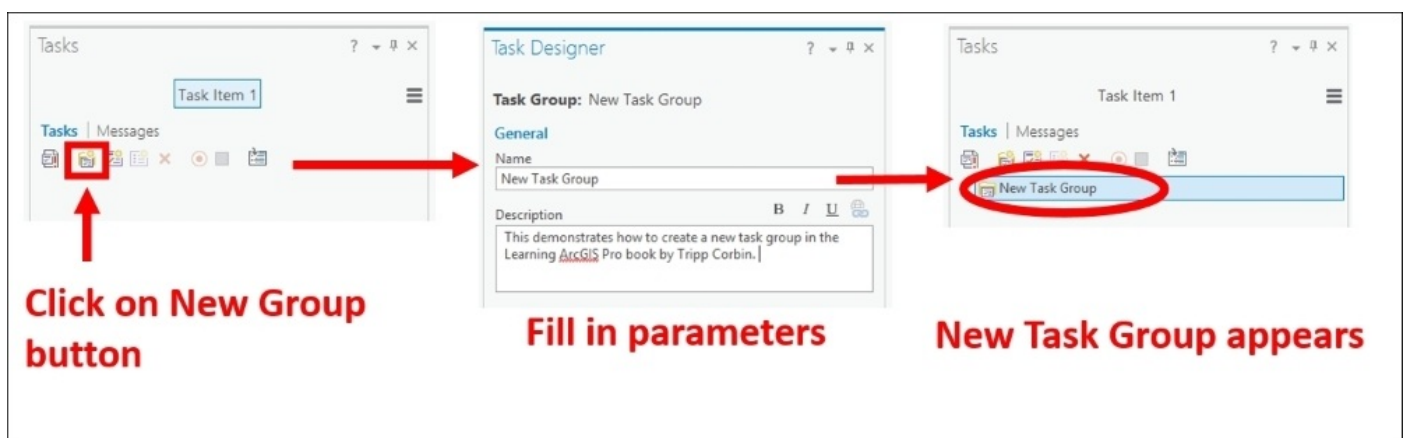 Tasks
Task Item 1
Tasks | Messages
Click on New Group
button
Task Designer
Task Group: New Task Group
General
Name
New Task Group
Description
B I U
This demonstrates how to create a new task group in the
Learning ArcGIS Pro book by Tripp Corbin.
Fill in parameters
Tasks
Task Item 1
Tasks | Messages
New Task Group
New Task Group appears